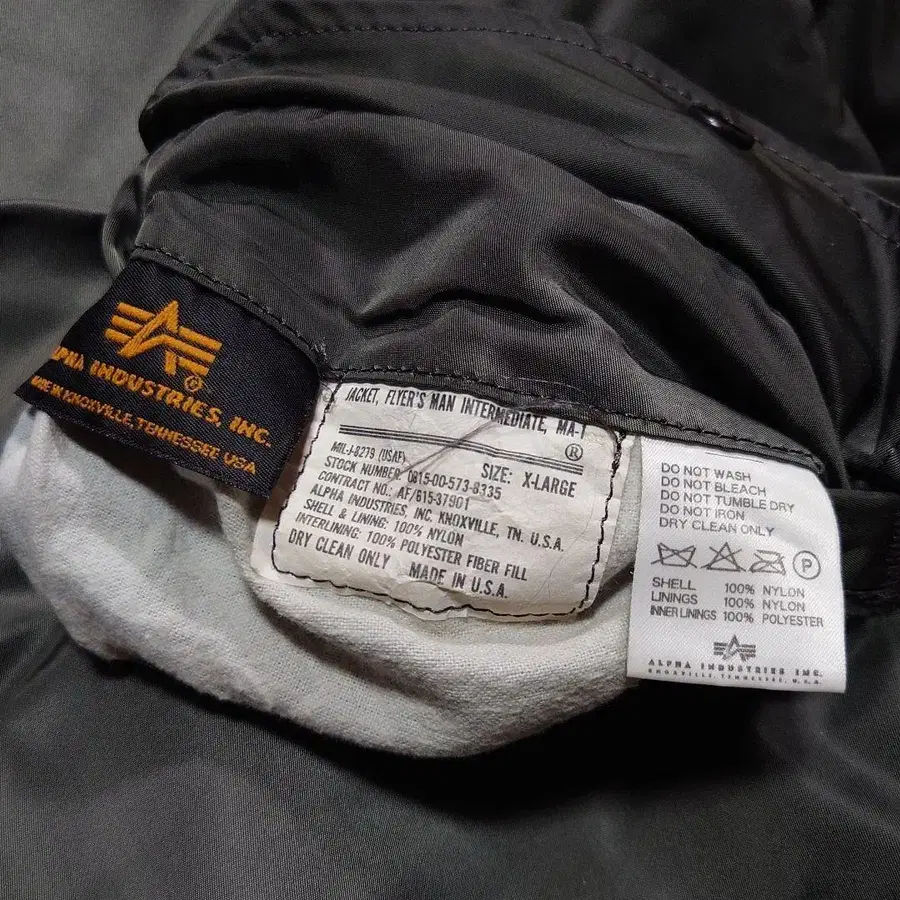 ALPHA INDUSTRIES, INC.
®
MADE IN KNOXVILLE, TENNESSEE, USA
JACKET, FLYER'S MAN INTERMEDIATE, MA-1
®
MIL-J-8279 (USAF)
SIZE: X-LARGE
STOCK NUMBER 0815-00-573-8335
CONTRACT NO.: AF/615-37901
ALPHA INDUSTRIES, INC. KNOXVILLE, TN. U.S.A.
SHELL & LINING: 100% NYLON
INTERLINING: 100% POLYESTER FIBER FILL
DRY CLEAN ONLY MADE IN U.S.A.
DO NOT WASH
DO NOT BLEACH
DO NOT TUMBLE DRY
DO NOT IRON
DRY CLEAN ONLY
P
SHELL 100% NYLON
LININGS 100% NYLON
INNER LININGS 100% POLYESTER
ALPHA INDUSTRIES INC.
KNOXVILLE, TENNESSEE, U.S.A.